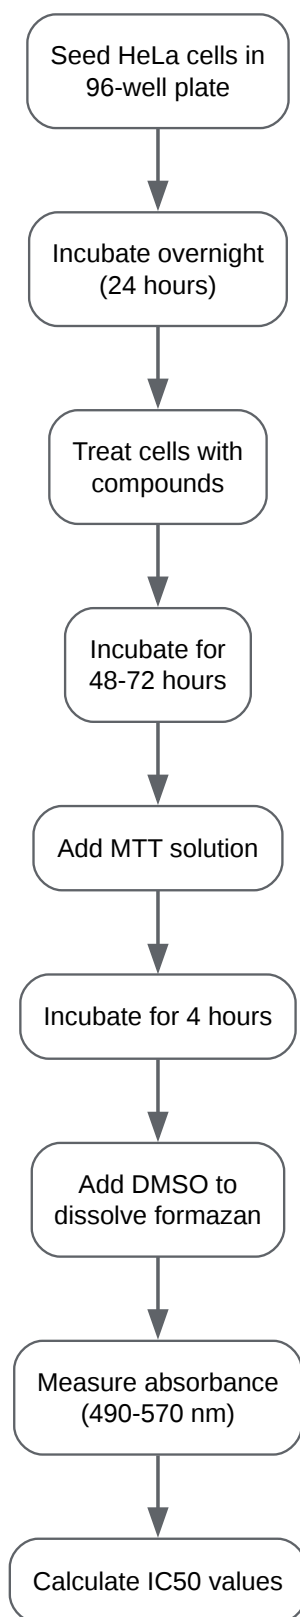 Seed HeLa cells in
96-well plate
Incubate overnight
(24 hours)
Treat cells with
compounds
Incubate for
48-72 hours
Add MTT solution
Incubate for 4 hours
Add DMSO to
dissolve formazan
Measure absorbance
(490-570 nm)
Calculate IC50 values